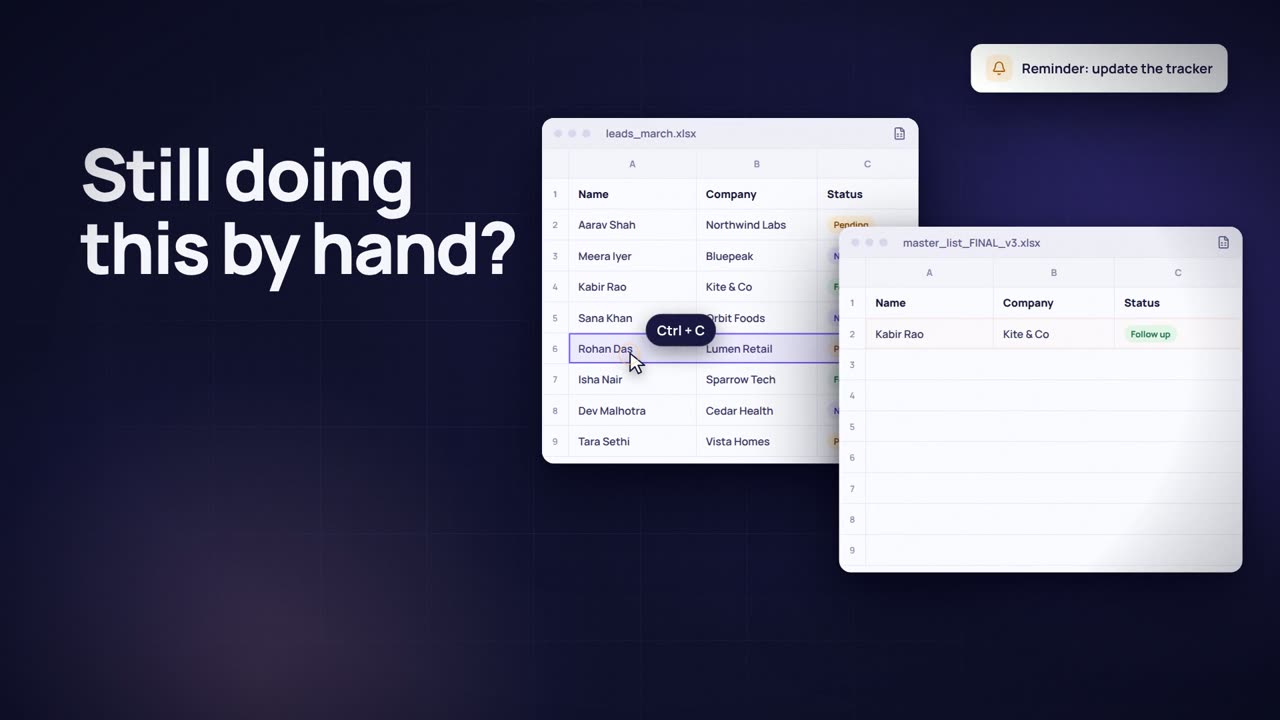 Reminder: update the tracker
Still doing
this by hand?
leads_march.xlsx
A B C
1 Name Company Status
2 Aarav Shah Northwind Labs Pending
3 Meera Iyer Bluepeak
4 Kabir Rao Kite & Co
5 Sana Khan Orbit Foods
Ctrl + C
6 Rohan Das Lumen Retail
7 Isha Nair Sparrow Tech
8 Dev Malhotra Cedar Health
9 Tara Sethi Vista Homes
master_list_FINAL_v3.xlsx
A B C
1 Name Company Status
2 Kabir Rao Kite & Co Follow up
3
4
5
6
7
8
9